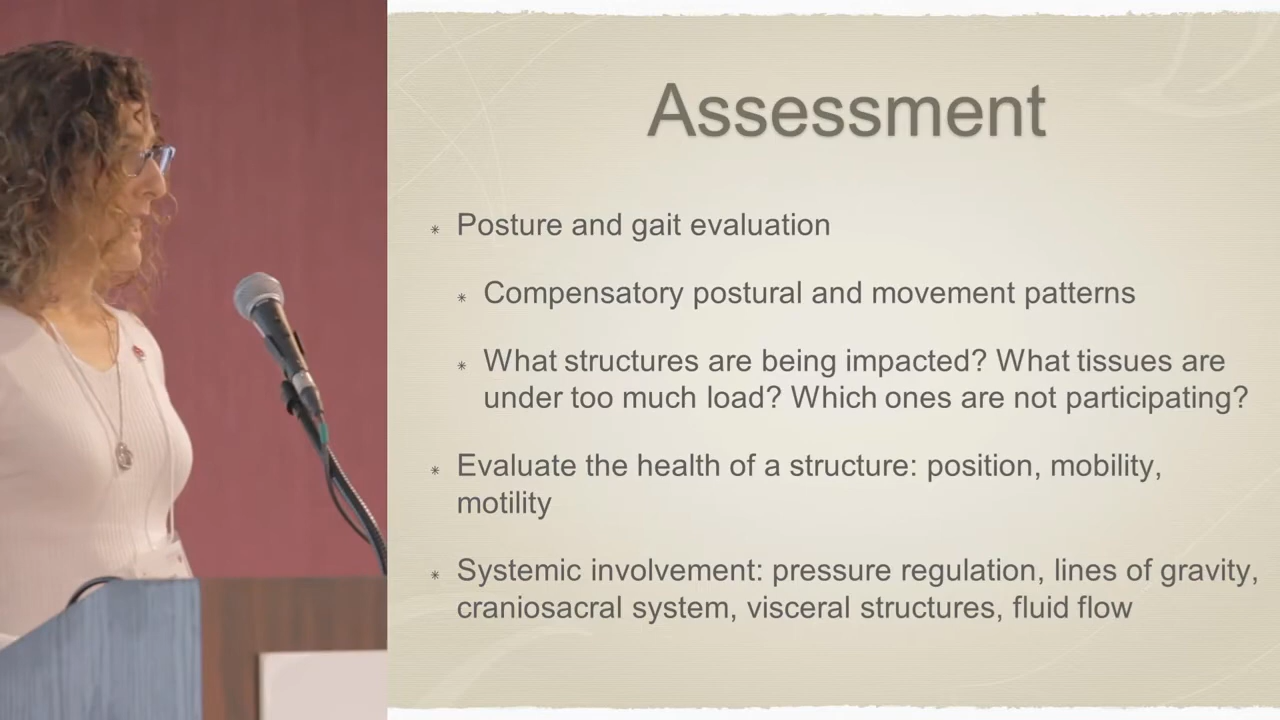 Assessment
* Posture and gait evaluation
* Compensatory postural and movement patterns
* What structures are being impacted? What tissues are
under too much load? Which ones are not participating?
* Evaluate the health of a structure: position, mobility,
motility
* Systemic involvement: pressure regulation, lines of gravity,
craniosacral system, visceral structures, fluid flow